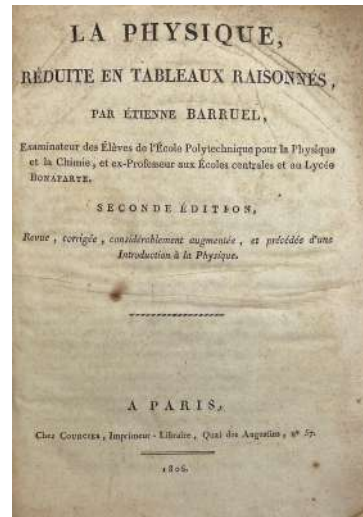 LA PHYSIQUE,
RÉDUITE EN TABLEAUX RAISONNÉS,
PAR ÉTIENNE BARRUEL,
Examinateur des Élèves de l'École Polytechnique pour la Physique
et la Chimie, et ex-Professeur aux Écoles centrales et au Lycée
BONAPARTE.
SECONDE ÉDITION,
Revue, corrigée, considérablement augmentée, et précédée d'une
Introduction à la Physique.
A PARIS,
Chez COURCIER, Imprimeur-Libraire, Quai des Augustins, n° 57.
1806.